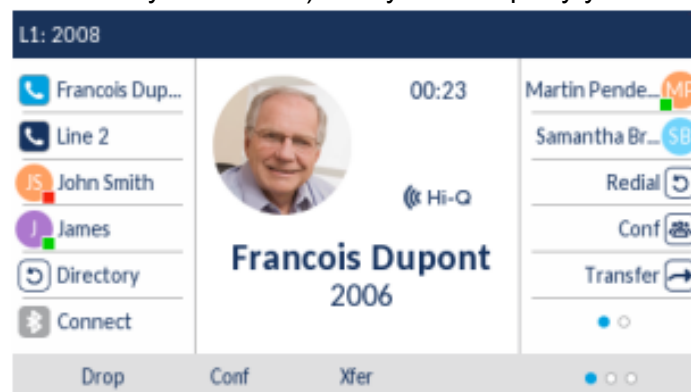 L1: 2008
Francois Dup...
Line 2
JS John Smith
J James
Directory
Connect
00:23
Hi-Q
Francois Dupont
2006
Martin Pende... MP
Samantha Br... SB
Redial
Conf
Transfer
Drop Conf Xfer